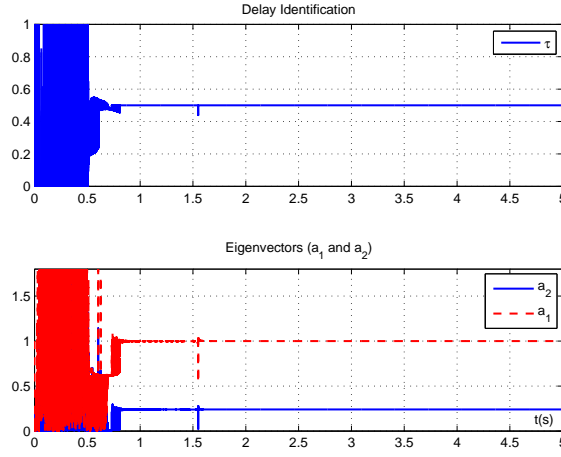 Delay Identification
1
0.8
0.6
0.4
0.2
0
0 0.5 1 1.5 2 2.5 3 3.5 4 4.5 5
τ
Eigenvectors (a₁ and a₂)
1.5
1
0.5
0
0 0.5 1 1.5 2 2.5 3 3.5 4 4.5 5
a₂
a₁
t(s)